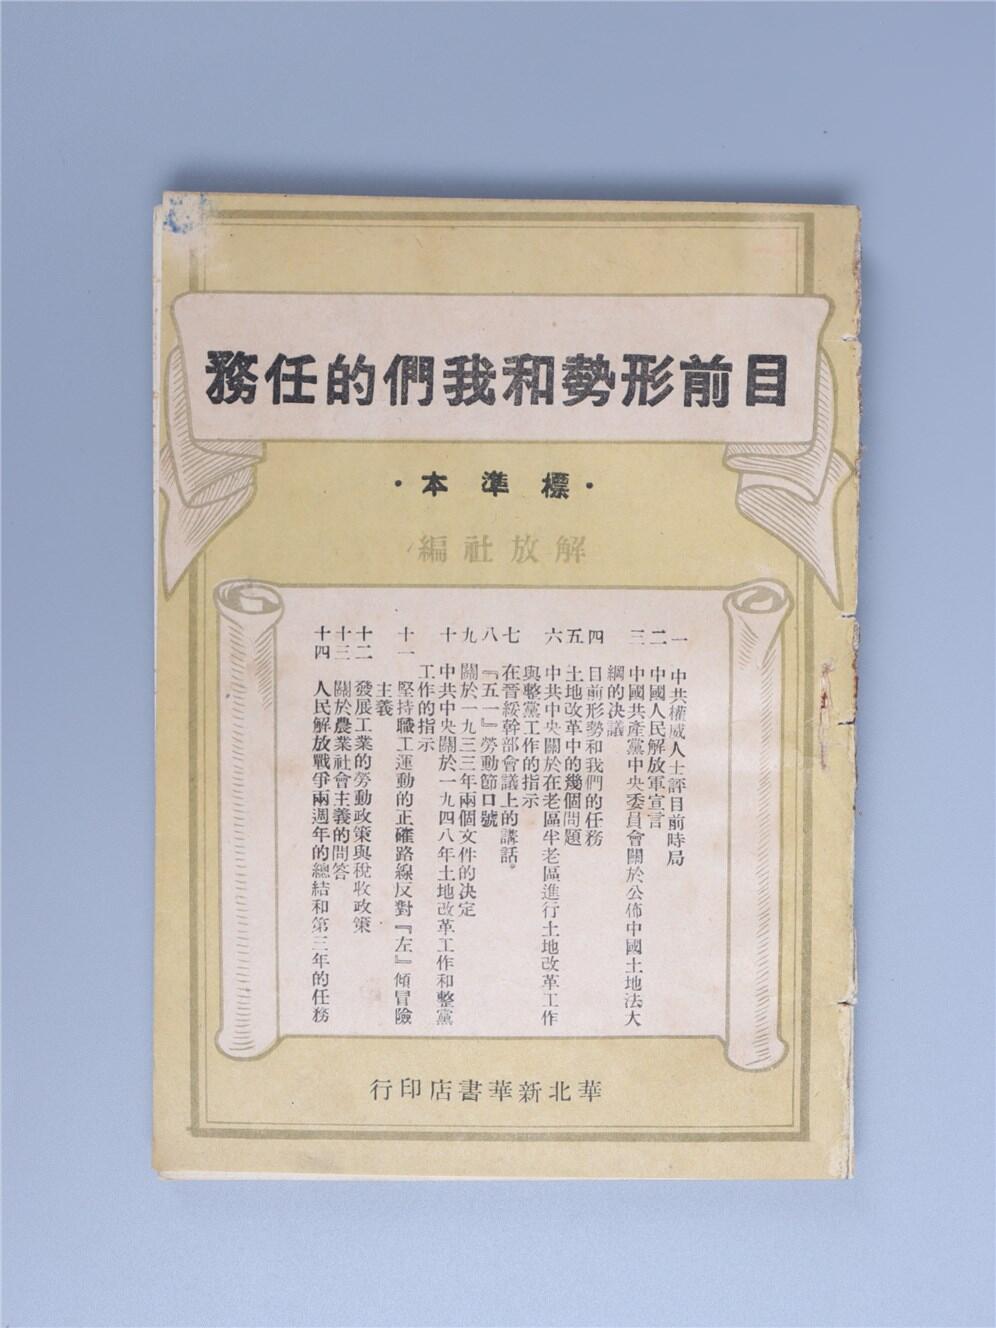 目前形勢和我們的任務
·標準本·
解放社編
一 中共權威人士評目前時局
二 中國人民解放軍宣言
三 中國共產黨中央委員會關於公佈中國土地法大
綱的決議
四 目前形勢和我們的任務
五 土地改革中的幾個問題
六 中共中央關於在老區半老區進行土地改革工作
與整黨工作的指示
七 在晉綏幹部會議上的講話。
八 『五一』勞動節口號
九 關於一九三三年兩個文件的決定
十 中共中央關於一九四八年土地改革工作和整黨
工作的指示
十一 堅持職工運動的正確路線反對『左』傾冒險
主義
十二 發展工業的勞動政策與稅收政策
十三 關於農業社會主義的問答
十四 人民解放戰爭兩週年的總結和第三年的任務
華北新華書店印行